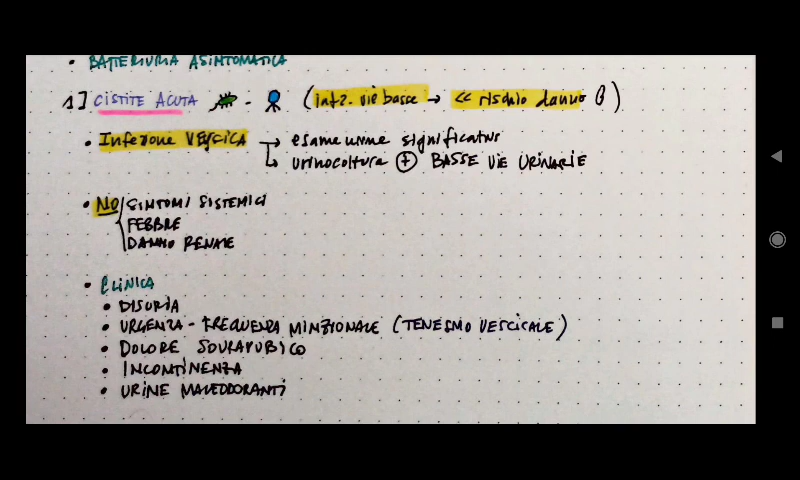 • BATTERIURIA ASINTOMATICA
1] CISTITE ACUTA - (infz. vie basse → << rischio danno)
• Infezione VESCICA → esame urine significativo
↳ urinocoltura ⊕ BASSE VIE URINARIE
• NO SINTOMI SISTEMICI
FEBBRE
DANNO RENALE
• CLINICA
• DISURIA
• URGENZA - FREQUENZA MINZIONALE (TENESMO VESCICALE)
• DOLORE SOVRAPUBICO
• INCONTINENZA
• URINE MALEODORANTI